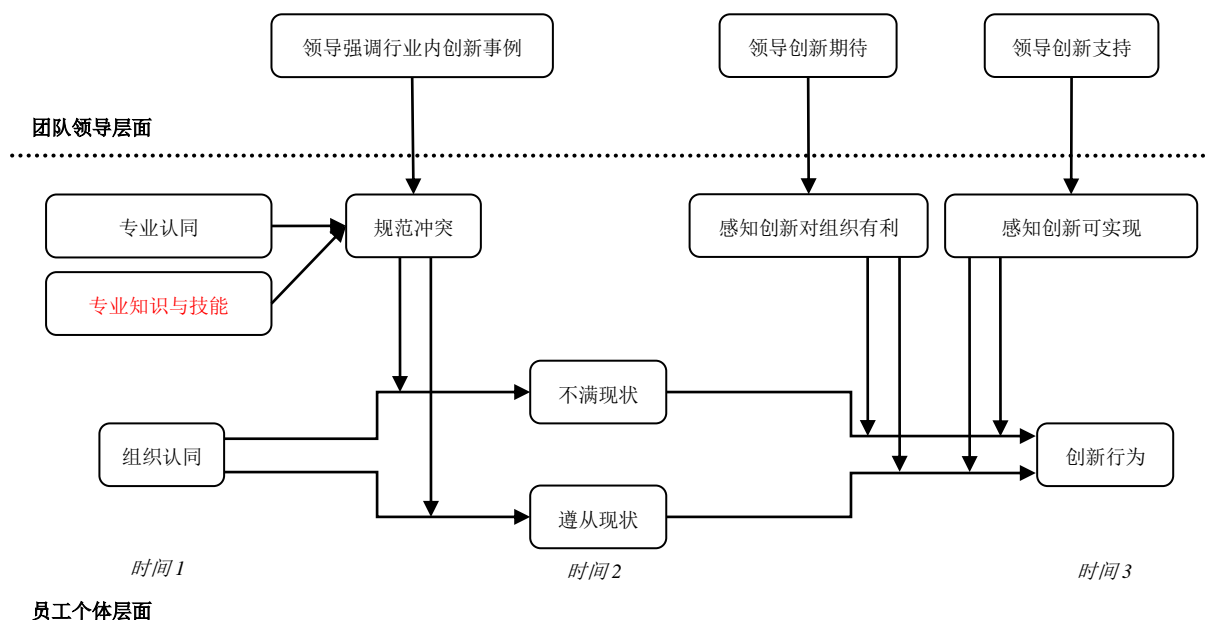 领导强调行业内创新事例
领导创新期待
领导创新支持
团队领导层面
专业认同
规范冲突
感知创新对组织有利
感知创新可实现
专业知识与技能
不满现状
组织认同
创新行为
遵从现状
时间1
时间2
时间3
员工个体层面